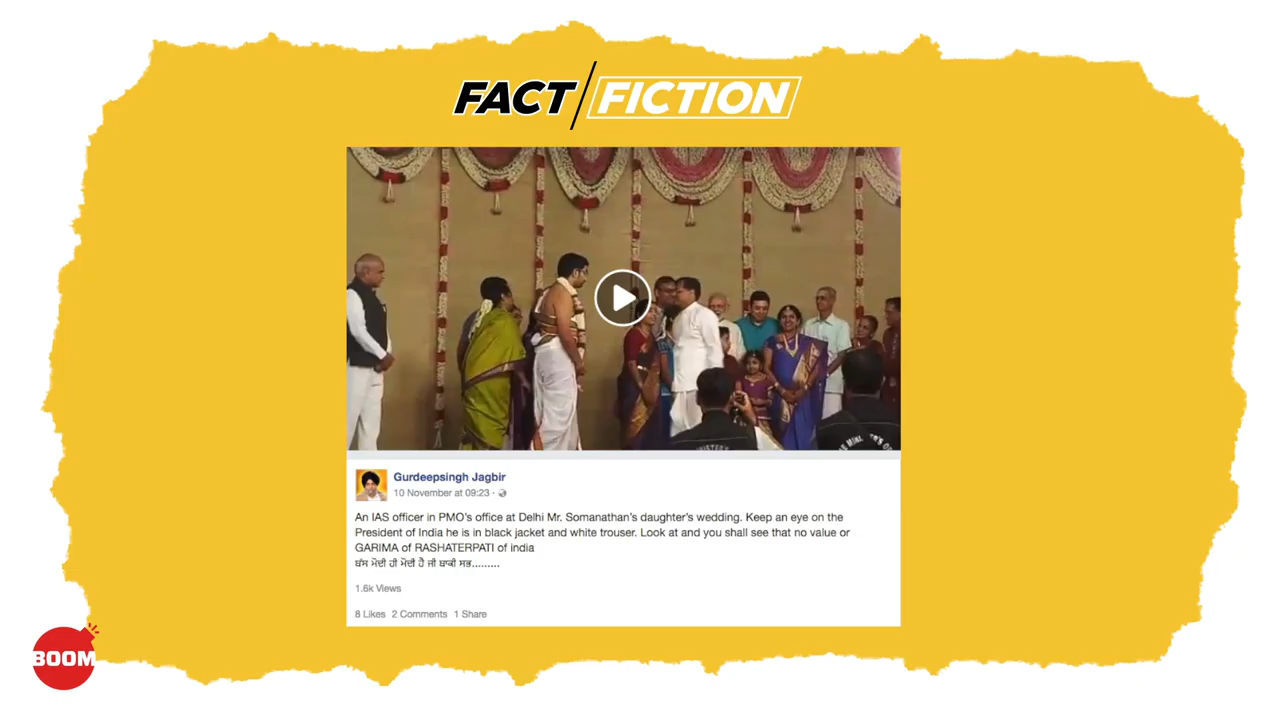 FACT/FICTION
Gurdeepsingh Jagbir
10 November at 09:23 ·
An IAS officer in PMO's office at Delhi Mr. Somanathan's daughter's wedding. Keep an eye on the
President of India he is in black jacket and white trouser. Look at and you shall see that no value or
GARIMA of RASHATERPATI of india
ਬੱਸ ਮੋਦੀ ਹੀ ਮੋਦੀ ਹੈ ਜੀ ਬਾਕੀ ਸਭ.........
1.6k Views
8 Likes 2 Comments 1 Share
BOOM